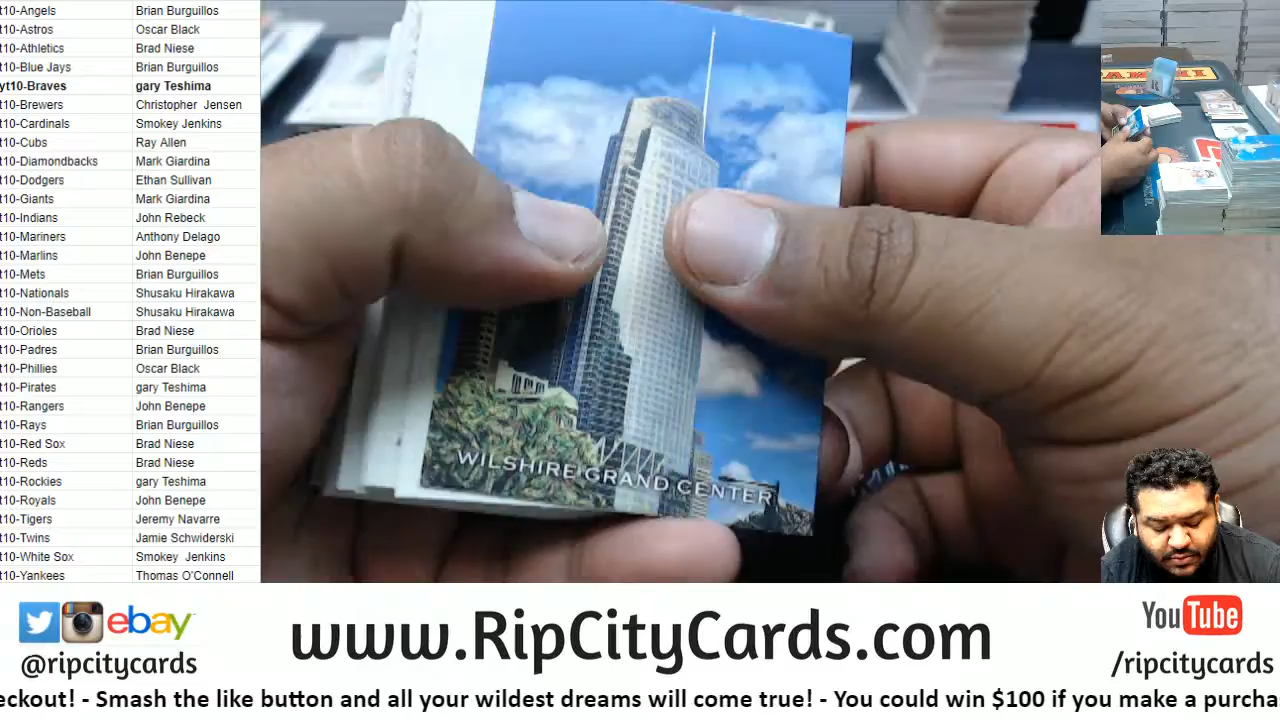 t10-Angels Brian Burguillos
t10-Astros Oscar Black
t10-Athletics Brad Niese
t10-Blue Jays Brian Burguillos
yt10-Braves gary Teshima
t10-Brewers Christopher Jensen
t10-Cardinals Smokey Jenkins
t10-Cubs Ray Allen
t10-Diamondbacks Mark Giardina
t10-Dodgers Ethan Sullivan
t10-Giants Mark Giardina
t10-Indians John Rebeck
t10-Mariners Anthony Delago
t10-Marlins John Benepe
t10-Mets Brian Burguillos
t10-Nationals Shusaku Hirakawa
t10-Non-Baseball Shusaku Hirakawa
t10-Orioles Brad Niese
t10-Padres Brian Burguillos
t10-Phillies Oscar Black
t10-Pirates gary Teshima
t10-Rangers John Benepe
t10-Rays Brian Burguillos
t10-Red Sox Brad Niese
t10-Reds Brad Niese
t10-Rockies gary Teshima
t10-Royals John Benepe
t10-Tigers Jeremy Navarre
t10-Twins Jamie Schwiderski
t10-White Sox Smokey Jenkins
t10-Yankees Thomas O'Connell
WILSHIRE GRAND CENTER
ebay
@ripcitycards
www.RipCityCards.com
YouTube
/ripcitycards
eckout! - Smash the like button and all your wildest dreams will come true! - You could win $100 if you make a purcha